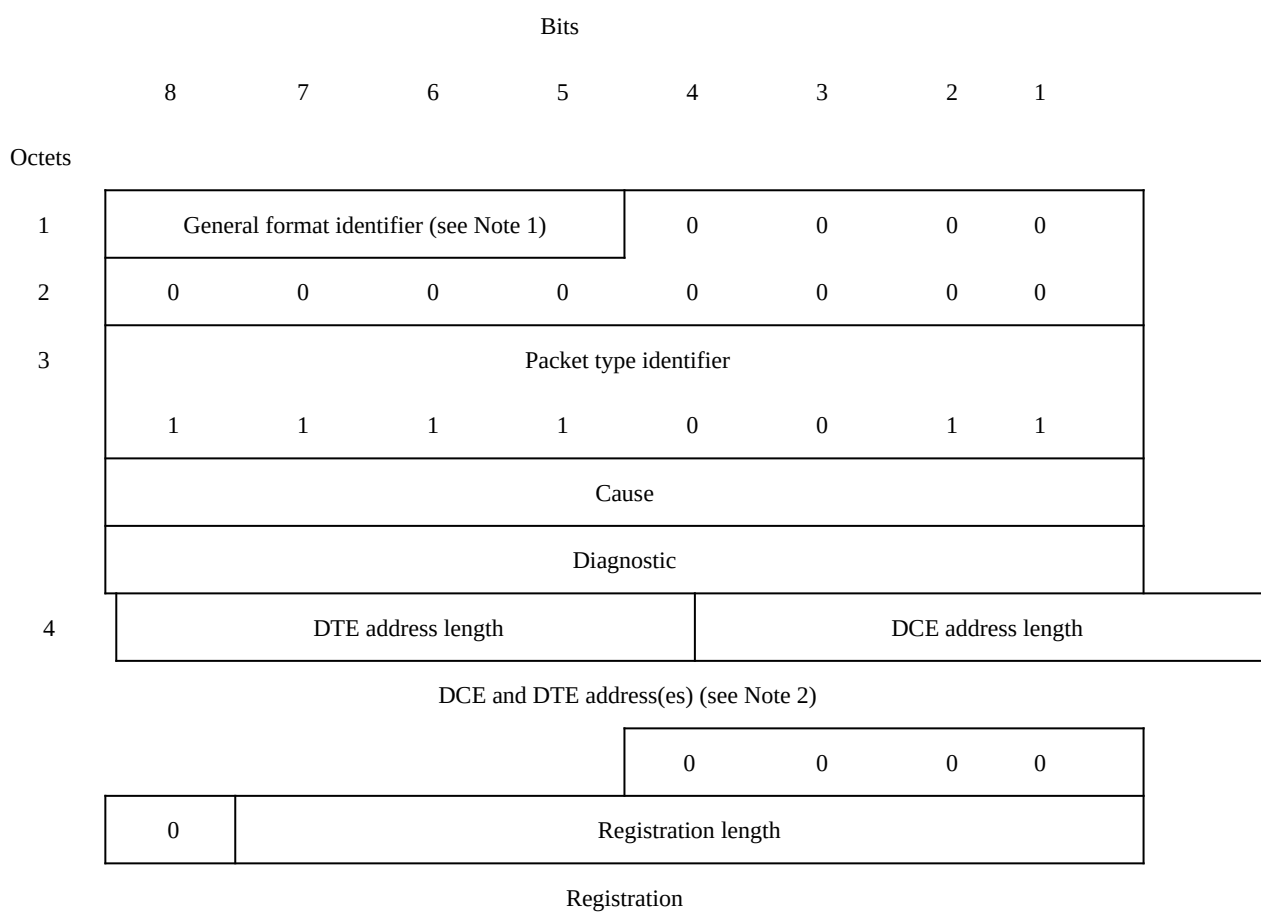 Bits
8 7 6 5 4 3 2 1
Octets
1 General format identifier (see Note 1) 0 0 0 0
2 0 0 0 0 0 0 0 0
3 Packet type identifier
1 1 1 1 0 0 1 1
Cause
Diagnostic
4 DTE address length DCE address length
DCE and DTE address(es) (see Note 2)
0 0 0 0
0 Registration length
Registration